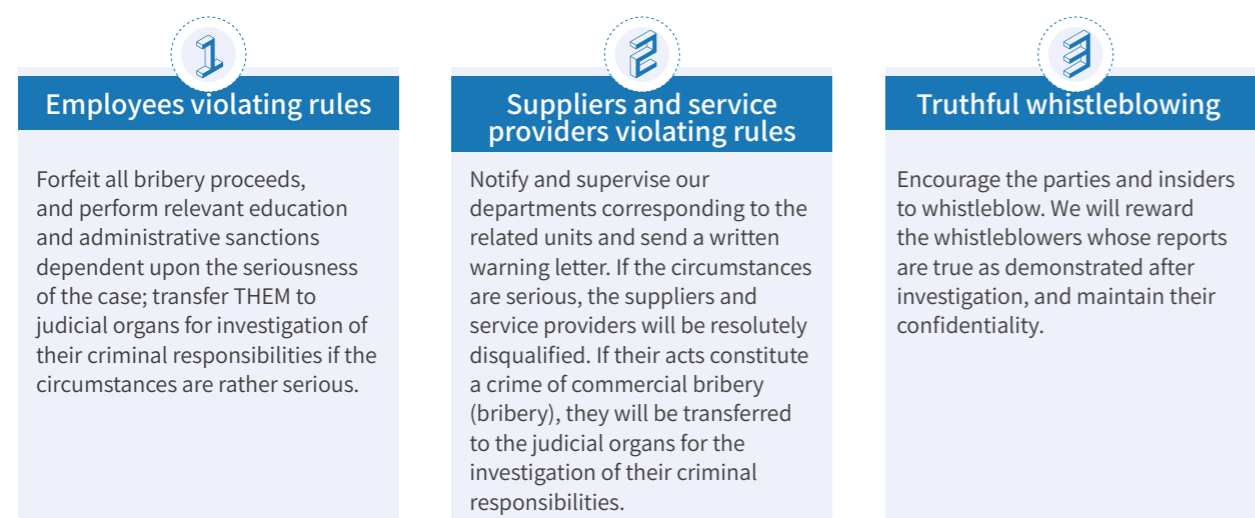 1
Employees violating rules
Forfeit all bribery proceeds,
and perform relevant education
and administrative sanctions
dependent upon the seriousness
of the case; transfer THEM to
judicial organs for investigation of
their criminal responsibilities if the
circumstances are rather serious.
2
Suppliers and service
providers violating rules
Notify and supervise our
departments corresponding to the
related units and send a written
warning letter. If the circumstances
are serious, the suppliers and
service providers will be resolutely
disqualified. If their acts constitute
a crime of commercial bribery
(bribery), they will be transferred
to the judicial organs for the
investigation of their criminal
responsibilities.
3
Truthful whistleblowing
Encourage the parties and insiders
to whistleblow. We will reward
the whistleblowers whose reports
are true as demonstrated after
investigation, and maintain their
confidentiality.